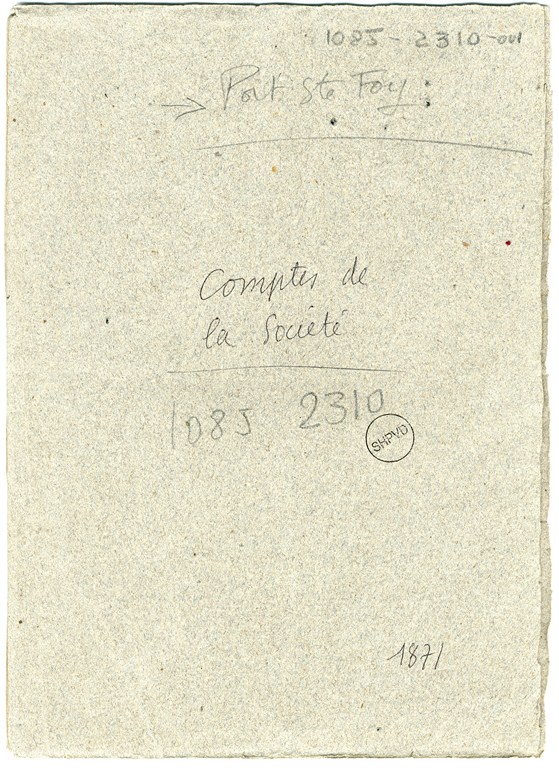 1085-2310-001
→ Port Ste Foy :
Comptes de
la Société
1085 2310
SHPVD
1871